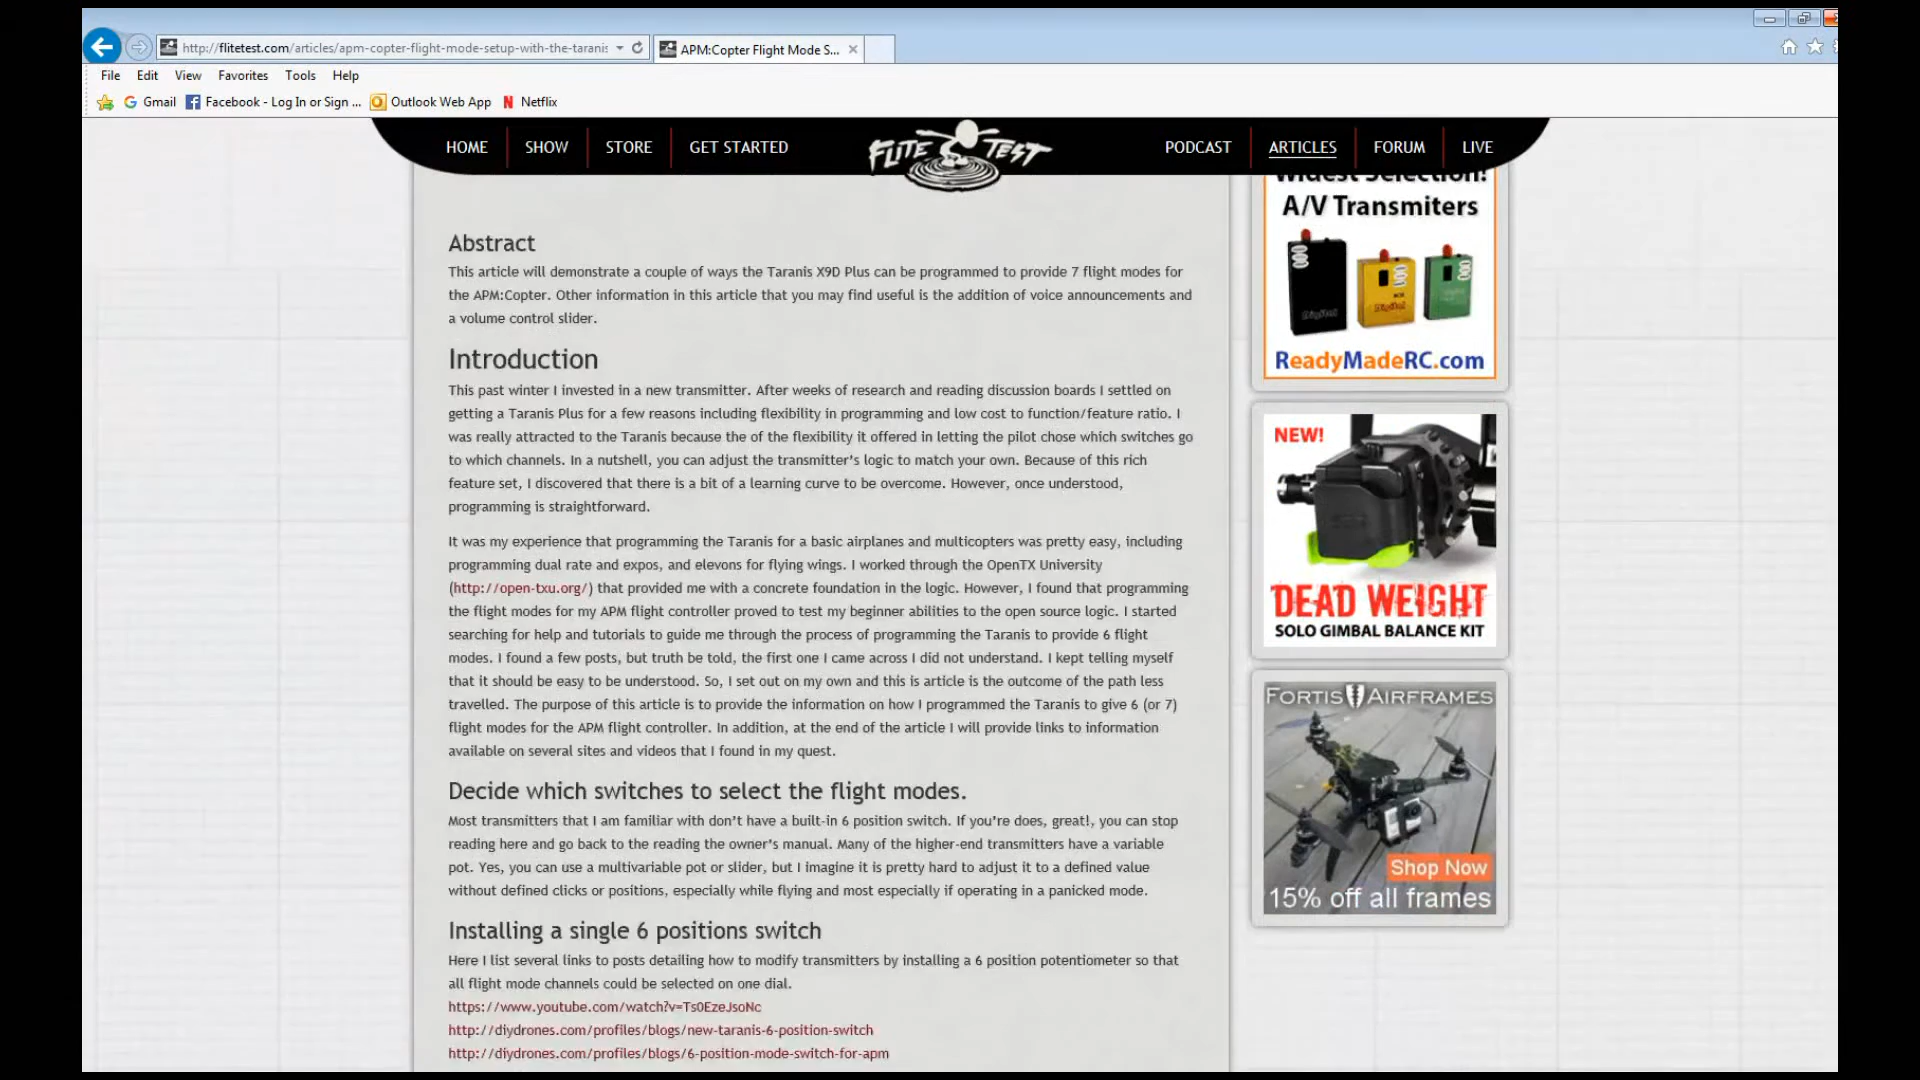 http://flitetest.com/articles/apm-copter-flight-mode-setup-with-the-taranis
APM:Copter Flight Mode S...
File Edit View Favorites Tools Help
Gmail Facebook - Log In or Sign ... Outlook Web App Netflix
HOME SHOW STORE GET STARTED FLITE TEST PODCAST ARTICLES FORUM LIVE
Abstract
This article will demonstrate a couple of ways the Taranis X9D Plus can be programmed to provide 7 flight modes for
the APM:Copter. Other information in this article that you may find useful is the addition of voice announcements and
a volume control slider.
Introduction
This past winter I invested in a new transmitter. After weeks of research and reading discussion boards I settled on
getting a Taranis Plus for a few reasons including flexibility in programming and low cost to function/feature ratio. I
was really attracted to the Taranis because the of the flexibility it offered in letting the pilot chose which switches go
to which channels. In a nutshell, you can adjust the transmitter's logic to match your own. Because of this rich
feature set, I discovered that there is a bit of a learning curve to be overcome. However, once understood,
programming is straightforward.
It was my experience that programming the Taranis for a basic airplanes and multicopters was pretty easy, including
programming dual rate and expos, and elevons for flying wings. I worked through the OpenTX University
(http://open-txu.org/) that provided me with a concrete foundation in the logic. However, I found that programming
the flight modes for my APM flight controller proved to test my beginner abilities to the open source logic. I started
searching for help and tutorials to guide me through the process of programming the Taranis to provide 6 flight
modes. I found a few posts, but truth be told, the first one I came across I did not understand. I kept telling myself
that it should be easy to be understood. So, I set out on my own and this is article is the outcome of the path less
travelled. The purpose of this article is to provide the information on how I programmed the Taranis to give 6 (or 7)
flight modes for the APM flight controller. In addition, at the end of the article I will provide links to information
available on several sites and videos that I found in my quest.
Decide which switches to select the flight modes.
Most transmitters that I am familiar with don't have a built-in 6 position switch. If you're does, great!, you can stop
reading here and go back to the reading the owner's manual. Many of the higher-end transmitters have a variable
pot. Yes, you can use a multivariable pot or slider, but I imagine it is pretty hard to adjust it to a defined value
without defined clicks or positions, especially while flying and most especially if operating in a panicked mode.
Installing a single 6 positions switch
Here I list several links to posts detailing how to modify transmitters by installing a 6 position potentiometer so that
all flight mode channels could be selected on one dial.
https://www.youtube.com/watch?v=Ts0EzeJsoNc
http://diydrones.com/profiles/blogs/new-taranis-6-position-switch
http://diydrones.com/profiles/blogs/6-position-mode-switch-for-apm
Widest Selection!
A/V Transmiters
Digital Digital
ReadyMadeRC.com
NEW!
DEAD WEIGHT
SOLO GIMBAL BALANCE KIT
FORTIS AIRFRAMES
Shop Now
15% off all frames